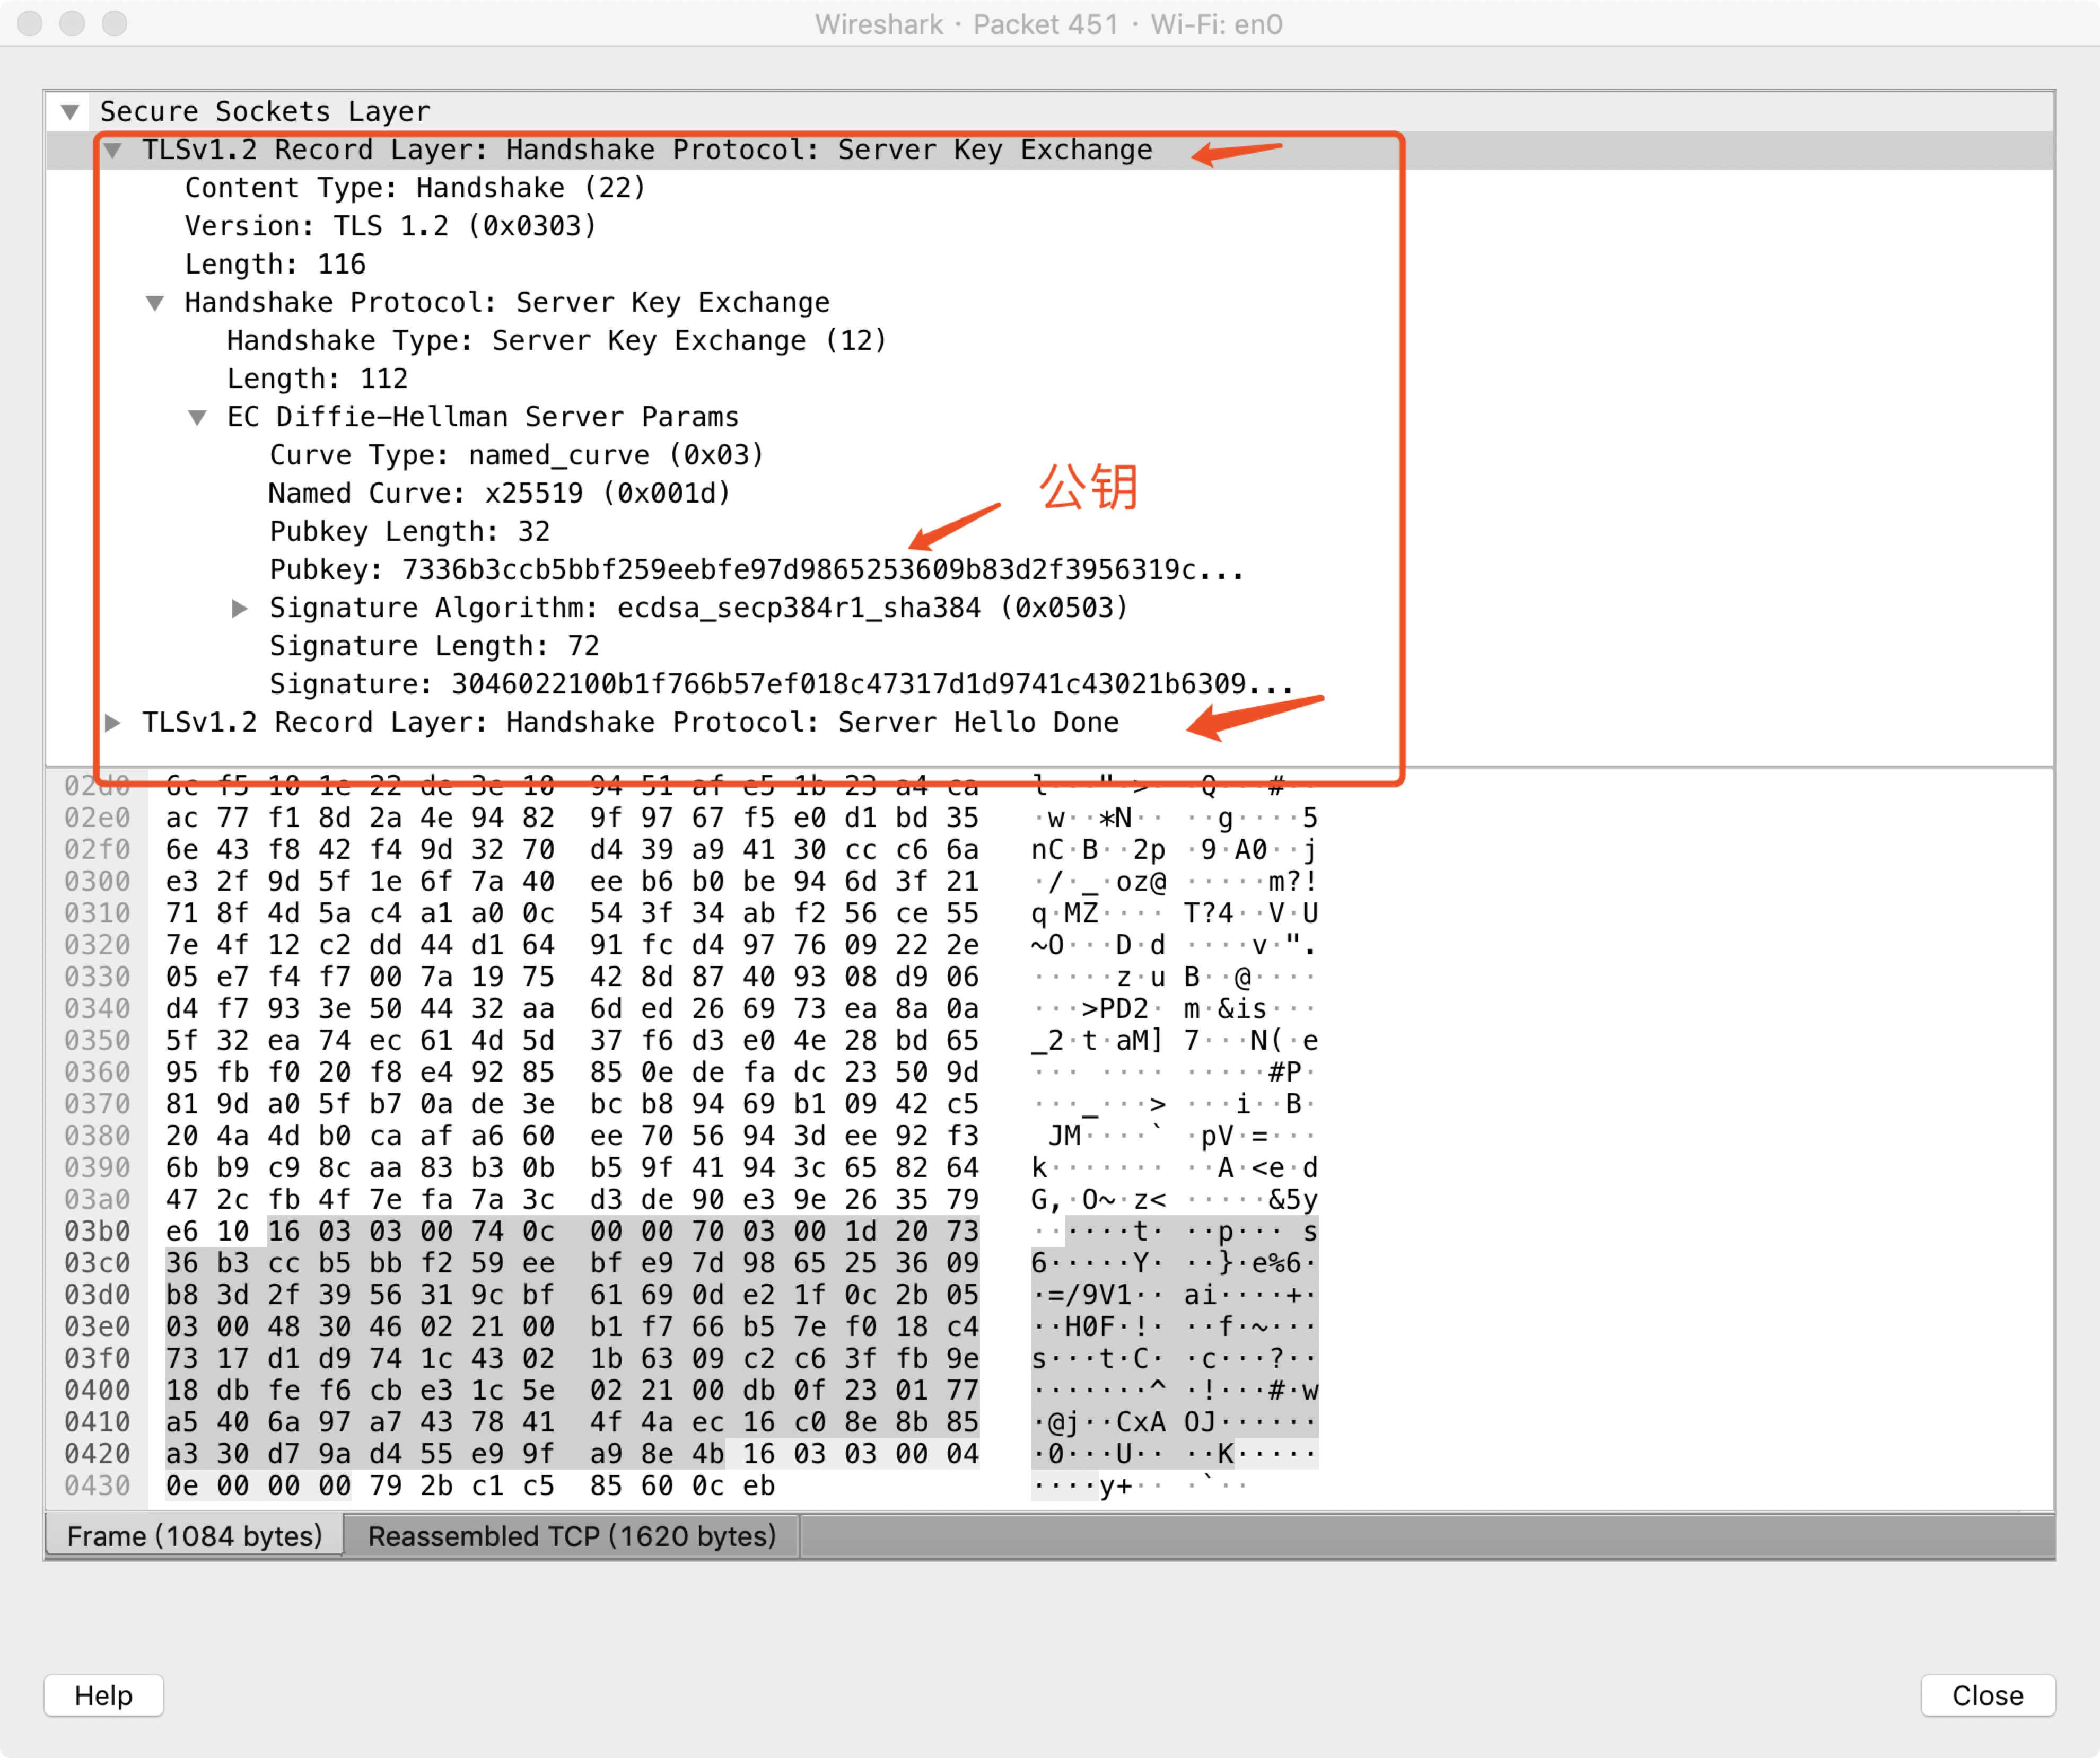 Wireshark · Packet 451 · Wi-Fi: en0
Secure Sockets Layer
TLSv1.2 Record Layer: Handshake Protocol: Server Key Exchange
Content Type: Handshake (22)
Version: TLS 1.2 (0x0303)
Length: 116
Handshake Protocol: Server Key Exchange
Handshake Type: Server Key Exchange (12)
Length: 112
EC Diffie-Hellman Server Params
Curve Type: named_curve (0x03)
Named Curve: x25519 (0x001d)
公钥
Pubkey Length: 32
Pubkey: 7336b3ccb5bbf259eebfe97d9865253609b83d2f3956319c...
Signature Algorithm: ecdsa_secp384r1_sha384 (0x0503)
Signature Length: 72
Signature: 3046022100b1f766b57ef018c47317d1d9741c43021b6309...
TLSv1.2 Record Layer: Handshake Protocol: Server Hello Done
02d0 6c f5 10 1e 22 de 3e 10 94 51 af e5 1b 23 a4 ca l···"·>· ·Q···#··
02e0 ac 77 f1 8d 2a 4e 94 82 9f 97 67 f5 e0 d1 bd 35 ·w··*N·· ··g····5
02f0 6e 43 f8 42 f4 9d 32 70 d4 39 a9 41 30 cc c6 6a nC·B··2p ·9·A0··j
0300 e3 2f 9d 5f 1e 6f 7a 40 ee b6 b0 be 94 6d 3f 21 ·/·_·oz@ ·····m?!
0310 71 8f 4d 5a c4 a1 a0 0c 54 3f 34 ab f2 56 ce 55 q·MZ···· T?4··V·U
0320 7e 4f 12 c2 dd 44 d1 64 91 fc d4 97 76 09 22 2e ~O···D·d ····v·".
0330 05 e7 f4 f7 00 7a 19 75 42 8d 87 40 93 08 d9 06 ·····z·u B··@····
0340 d4 f7 93 3e 50 44 32 aa 6d ed 26 69 73 ea 8a 0a ···>PD2· m·&is···
0350 5f 32 ea 74 ec 61 4d 5d 37 f6 d3 e0 4e 28 bd 65 _2·t·aM] 7···N(·e
0360 95 fb f0 20 f8 e4 92 85 85 0e de fa dc 23 50 9d ··· ···· ·····#P·
0370 81 9d a0 5f b7 0a de 3e bc b8 94 69 b1 09 42 c5 ···_···> ···i··B·
0380 20 4a 4d b0 ca af a6 60 ee 70 56 94 3d ee 92 f3 JM····` ·pV·=···
0390 6b b9 c9 8c aa 83 b3 0b b5 9f 41 94 3c 65 82 64 k······· ··A·<e·d
03a0 47 2c fb 4f 7e fa 7a 3c d3 de 90 e3 9e 26 35 79 G,·O~·z< ·····&5y
03b0 e6 10 16 03 03 00 74 0c 00 00 70 03 00 1d 20 73 ······t· ··p··· s
03c0 36 b3 cc b5 bb f2 59 ee bf e9 7d 98 65 25 36 09 6·····Y· ··}·e%6·
03d0 b8 3d 2f 39 56 31 9c bf 61 69 0d e2 1f 0c 2b 05 ·=/9V1·· ai····+·
03e0 03 00 48 30 46 02 21 00 b1 f7 66 b5 7e f0 18 c4 ··H0F·!· ··f·~···
03f0 73 17 d1 d9 74 1c 43 02 1b 63 09 c2 c6 3f fb 9e s···t·C· ·c···?··
0400 18 db fe f6 cb e3 1c 5e 02 21 00 db 0f 23 01 77 ·······^ ·!···#·w
0410 a5 40 6a 97 a7 43 78 41 4f 4a ec 16 c0 8e 8b 85 ·@j··CxA OJ······
0420 a3 30 d7 9a d4 55 e9 9f a9 8e 4b 16 03 03 00 04 ·0···U·· ··K·····
0430 0e 00 00 00 79 2b c1 c5 85 60 0c eb ····y+·· ·`··
Frame (1084 bytes) Reassembled TCP (1620 bytes)
Help Close